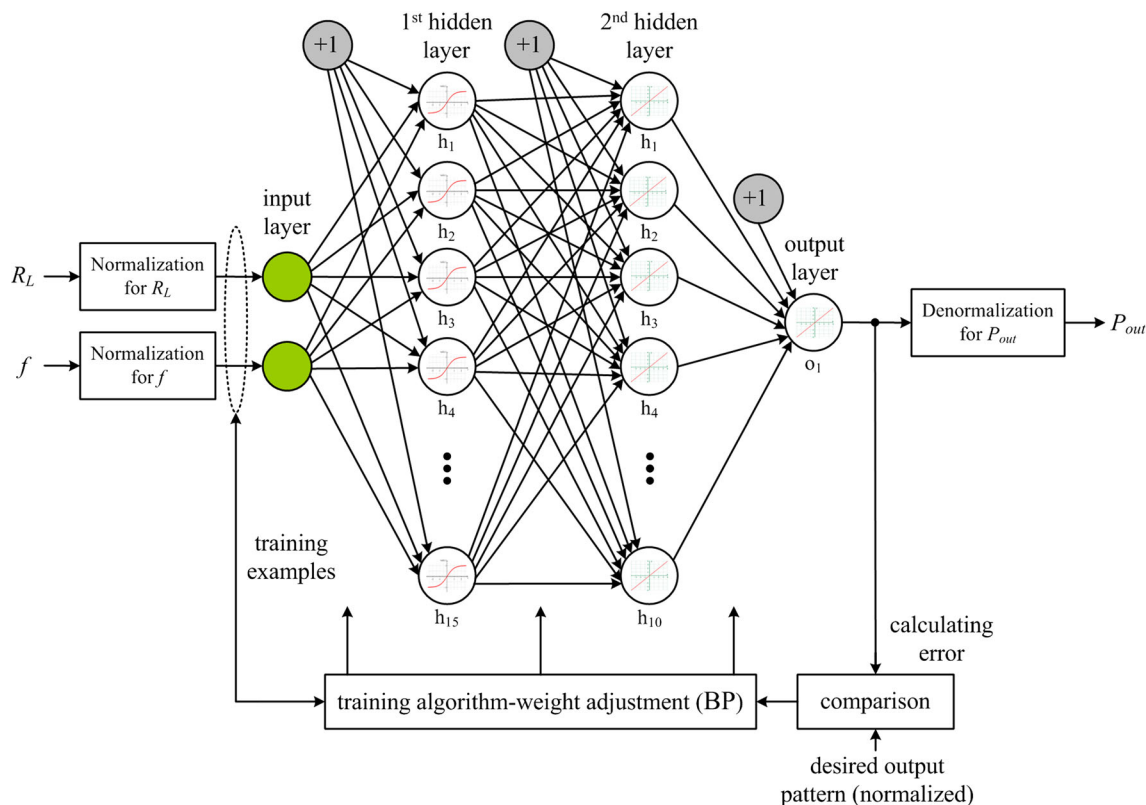 1st hidden
layer
2nd hidden
layer
+1
+1
h1
h1
input
layer
h2
h2
+1
output
layer
RL
Normalization
for RL
h3
h3
Denormalization
for Pout
Pout
f
Normalization
for f
h4
h4
o1
training
examples
h15
h10
calculating
error
training algorithm-weight adjustment (BP)
comparison
desired output
pattern (normalized)